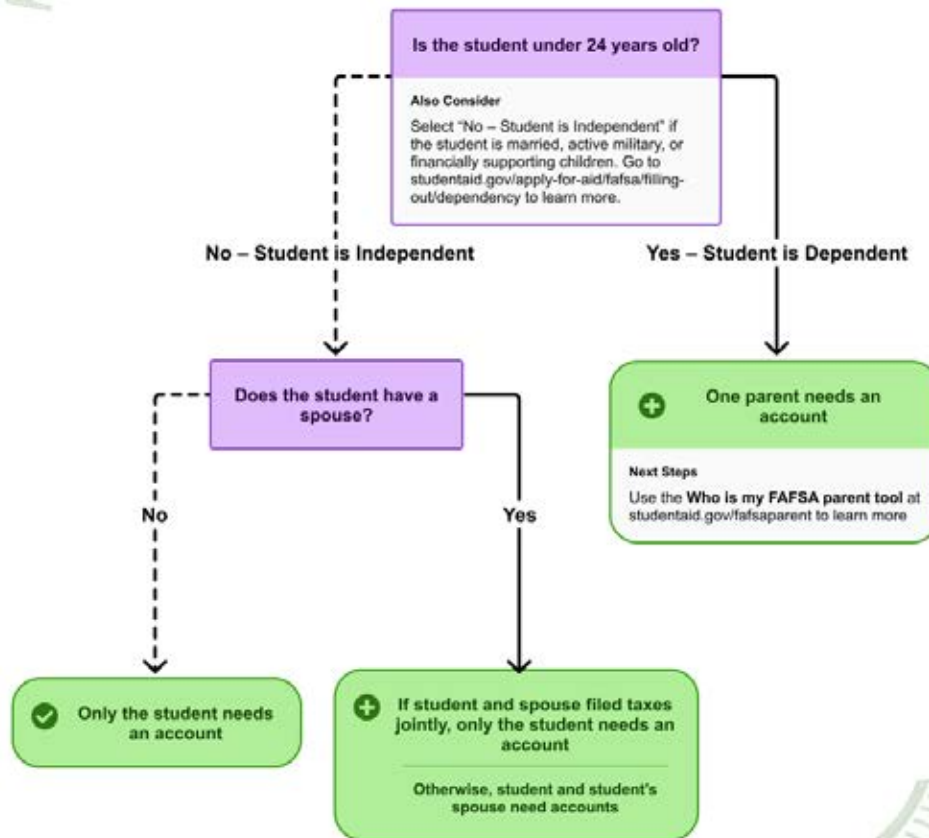 Is the student under 24 years old?
Also Consider
Select “No – Student is Independent” if
the student is married, active military, or
financially supporting children. Go to
studentaid.gov/apply-for-aid/fafsa/filling-
out/dependency to learn more.
No – Student is Independent
Yes – Student is Dependent
Does the student have a
spouse?
One parent needs an
account
Next Steps
Use the Who is my FAFSA parent tool at
studentaid.gov/fafsaparent to learn more
No
Yes
Only the student needs
an account
If student and spouse filed taxes
jointly, only the student needs an
account
Otherwise, student and student's
spouse need accounts